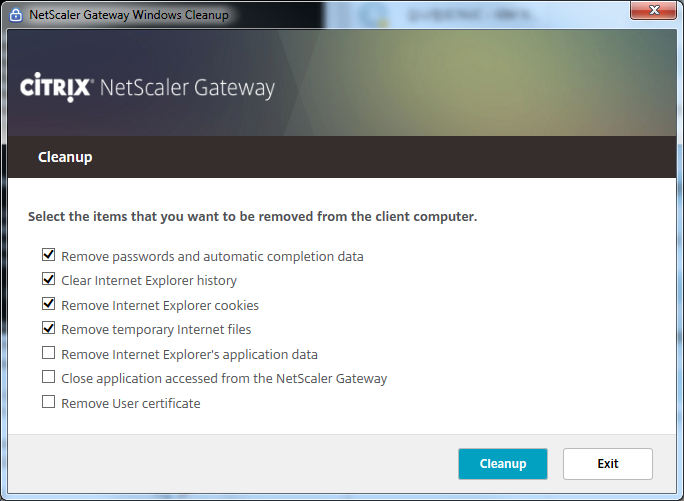 NetScaler Gateway Windows Cleanup
CİTRIX® NetScaler Gateway
Cleanup
Select the items that you want to be removed from the client computer.
Remove passwords and automatic completion data
Clear Internet Explorer history
Remove Internet Explorer cookies
Remove temporary Internet files
Remove Internet Explorer's application data
Close application accessed from the NetScaler Gateway
Remove User certificate
Cleanup
Exit